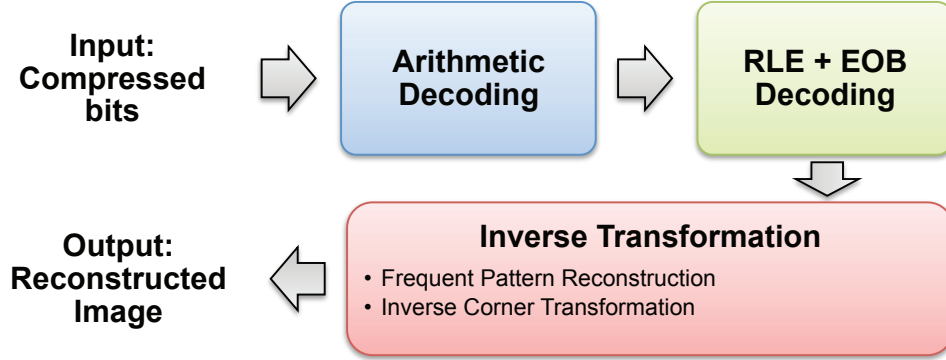 Input:
Compressed
bits
Arithmetic
Decoding
RLE + EOB
Decoding
Inverse Transformation
• Frequent Pattern Reconstruction
• Inverse Corner Transformation
Output:
Reconstructed
Image